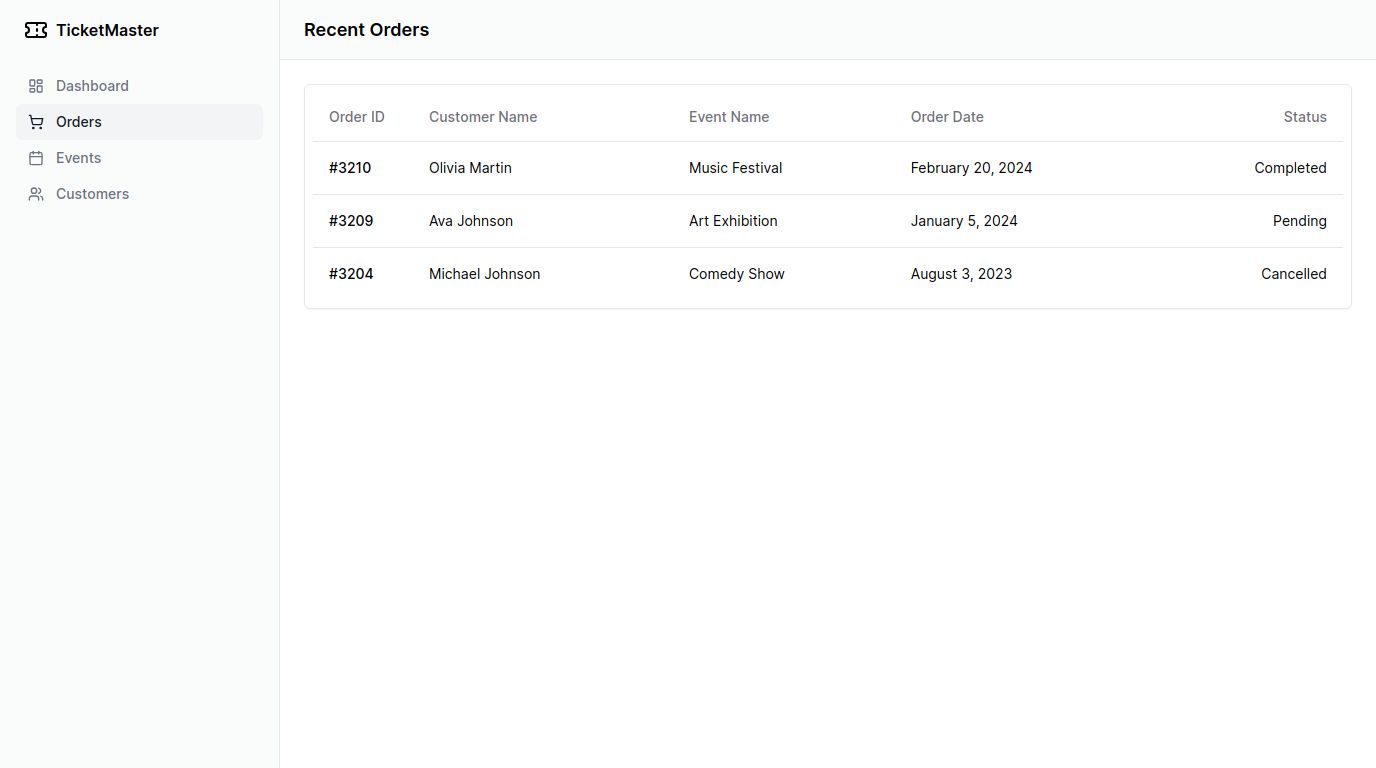 TicketMaster
Dashboard
Orders
Events
Customers
Recent Orders
Order ID Customer Name Event Name Order Date Status
#3210 Olivia Martin Music Festival February 20, 2024 Completed
#3209 Ava Johnson Art Exhibition January 5, 2024 Pending
#3204 Michael Johnson Comedy Show August 3, 2023 Cancelled